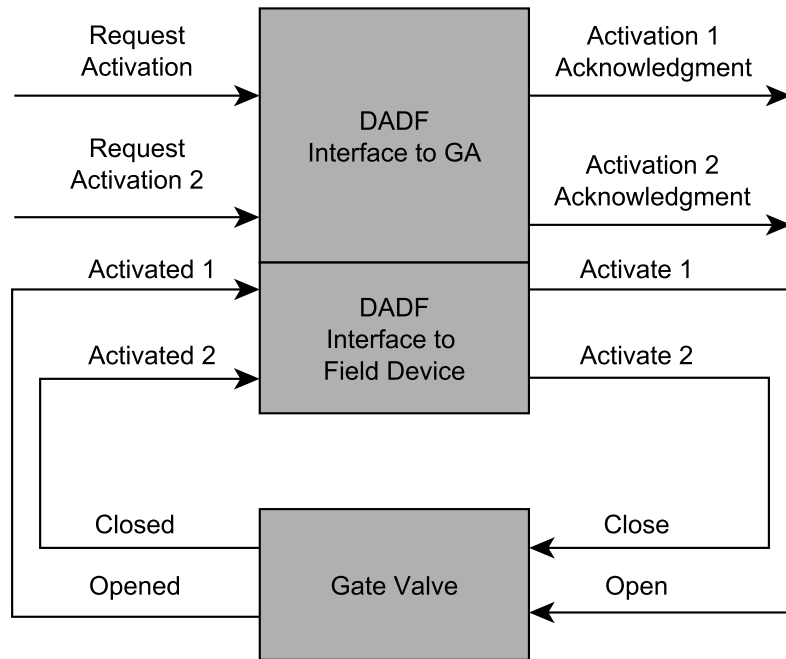 Request
Activation
Activation 1
Acknowledgment
DADF
Interface to GA
Request
Activation 2
Activation 2
Acknowledgment
Activated 1
Activate 1
DADF
Interface to
Field Device
Activated 2
Activate 2
Closed
Close
Opened
Gate Valve
Open